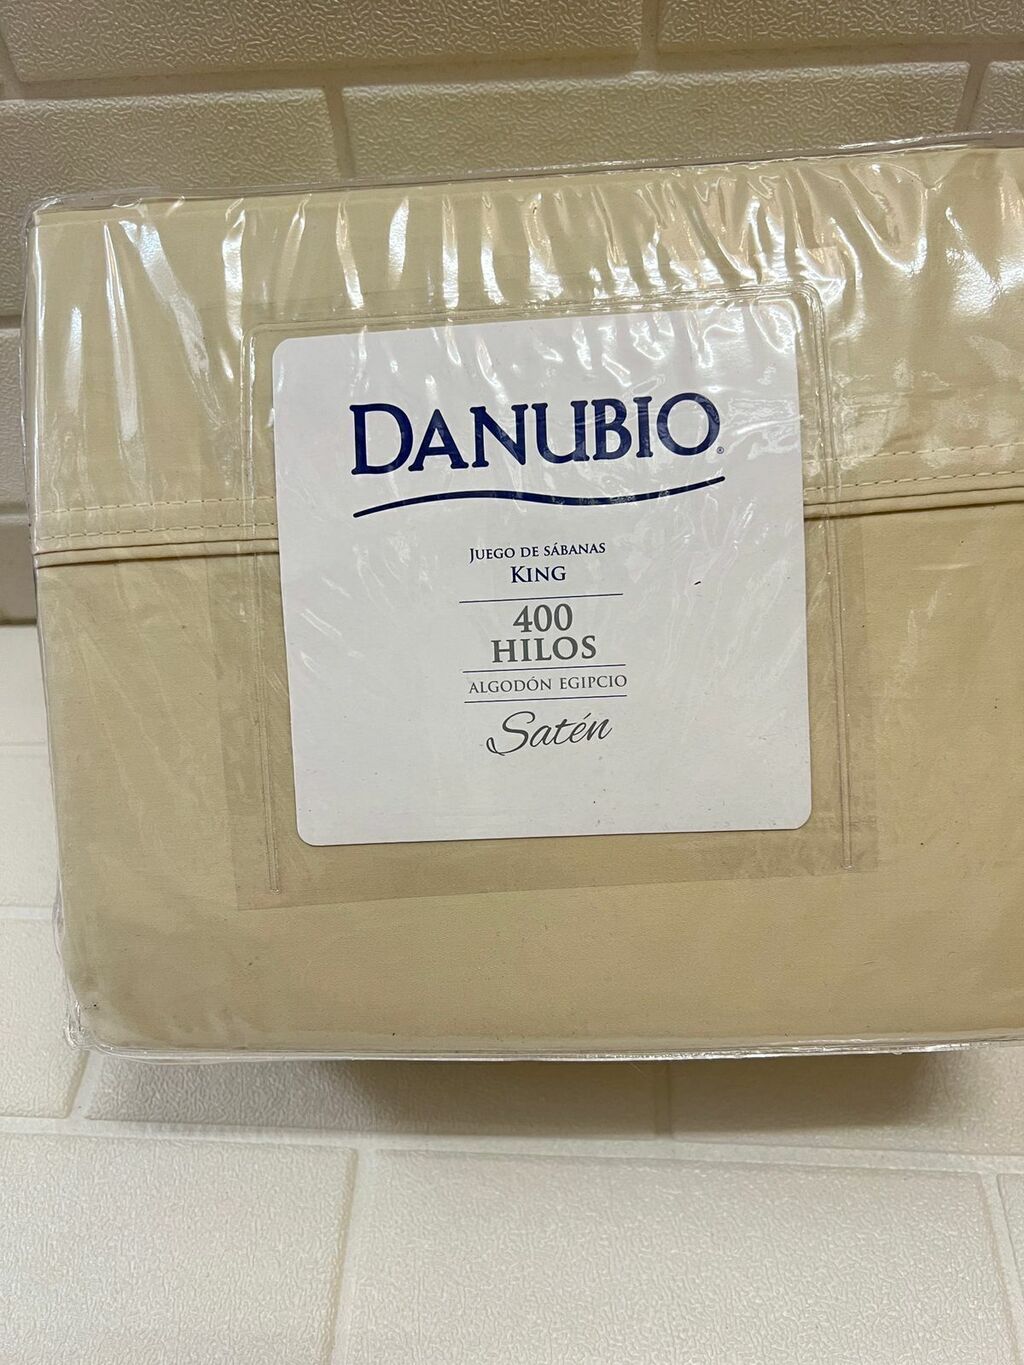 DANUBIO®
JUEGO DE SÁBANAS
KING
400
HILOS
ALGODÓN EGIPCIO
Satén